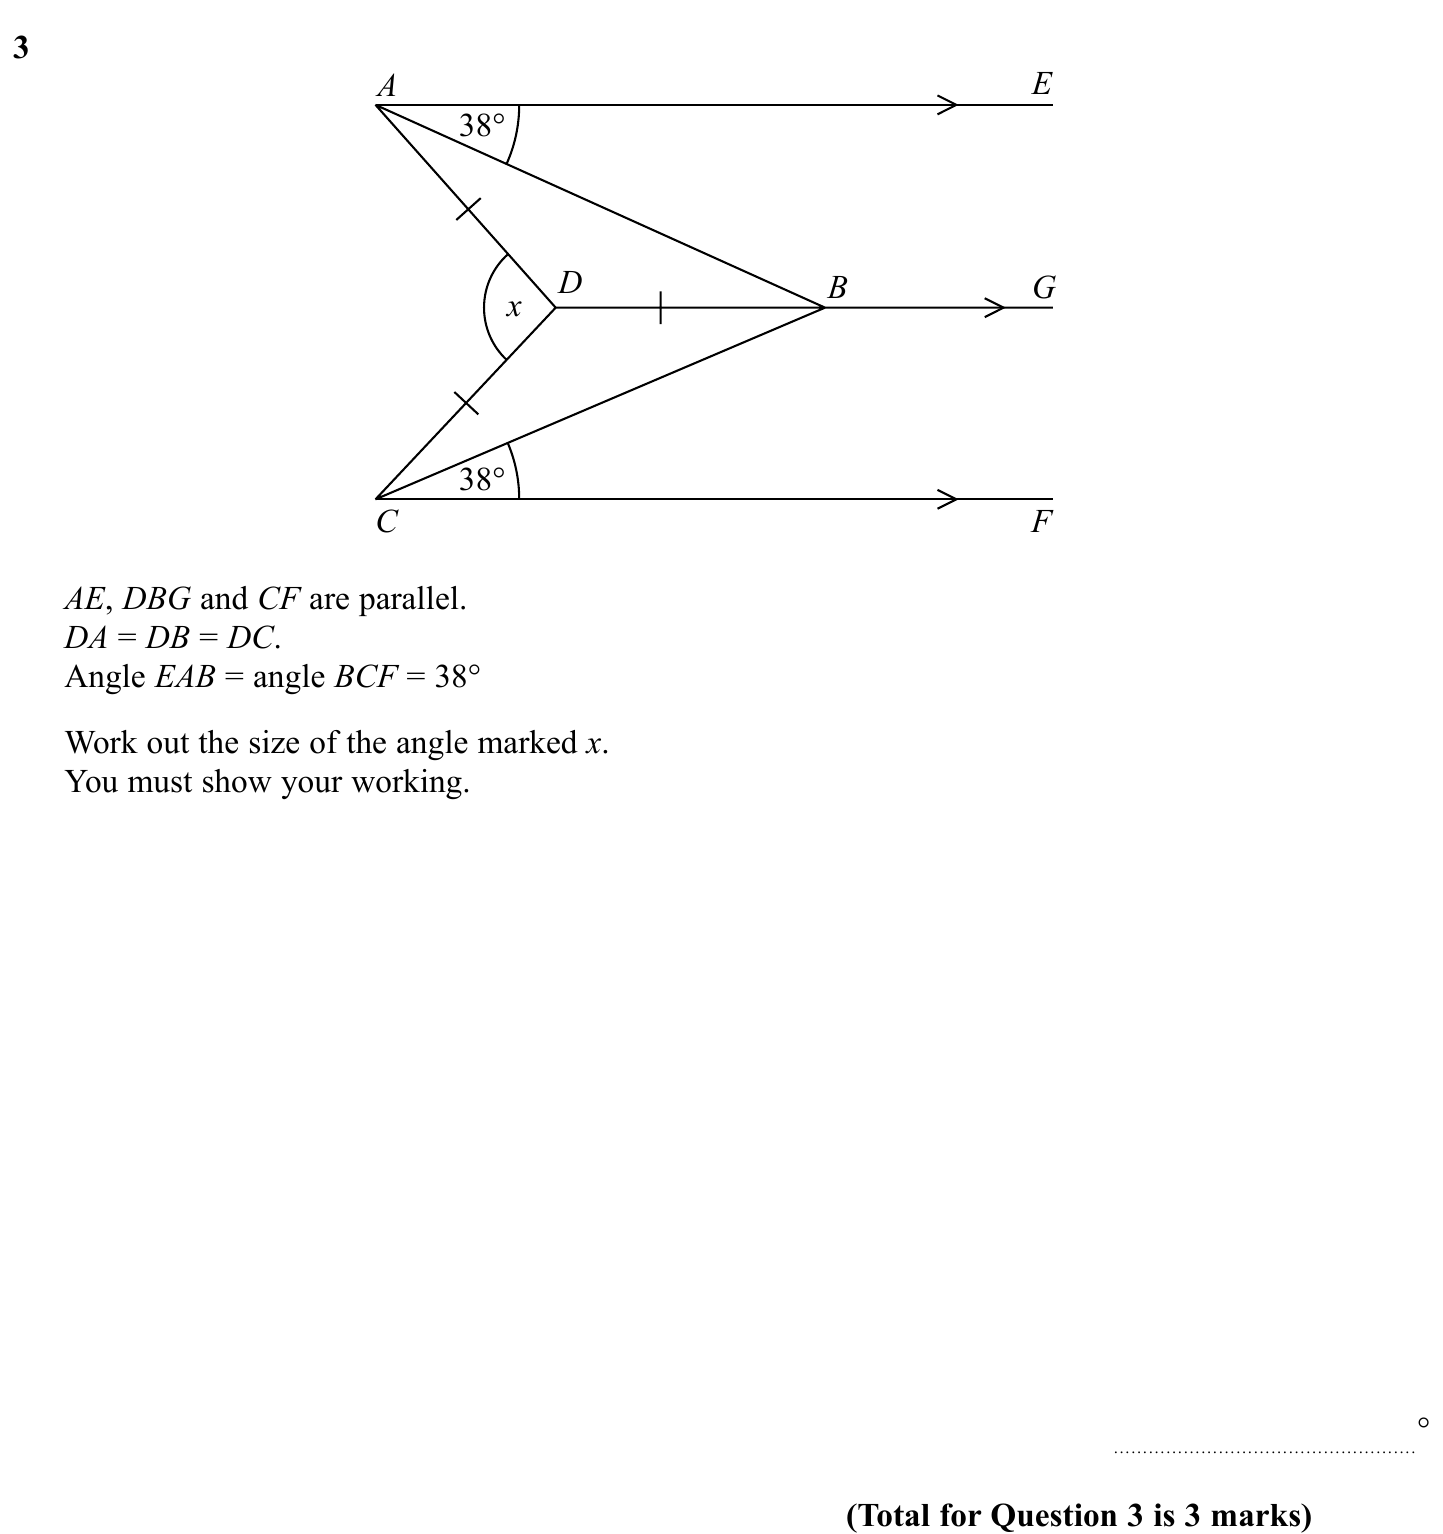 3
A
E
38°
D
B
G
x
38°
C
F
AE, DBG and CF are parallel.
DA = DB = DC.
Angle EAB = angle BCF = 38°
Work out the size of the angle marked x.
You must show your working.
°
(Total for Question 3 is 3 marks)